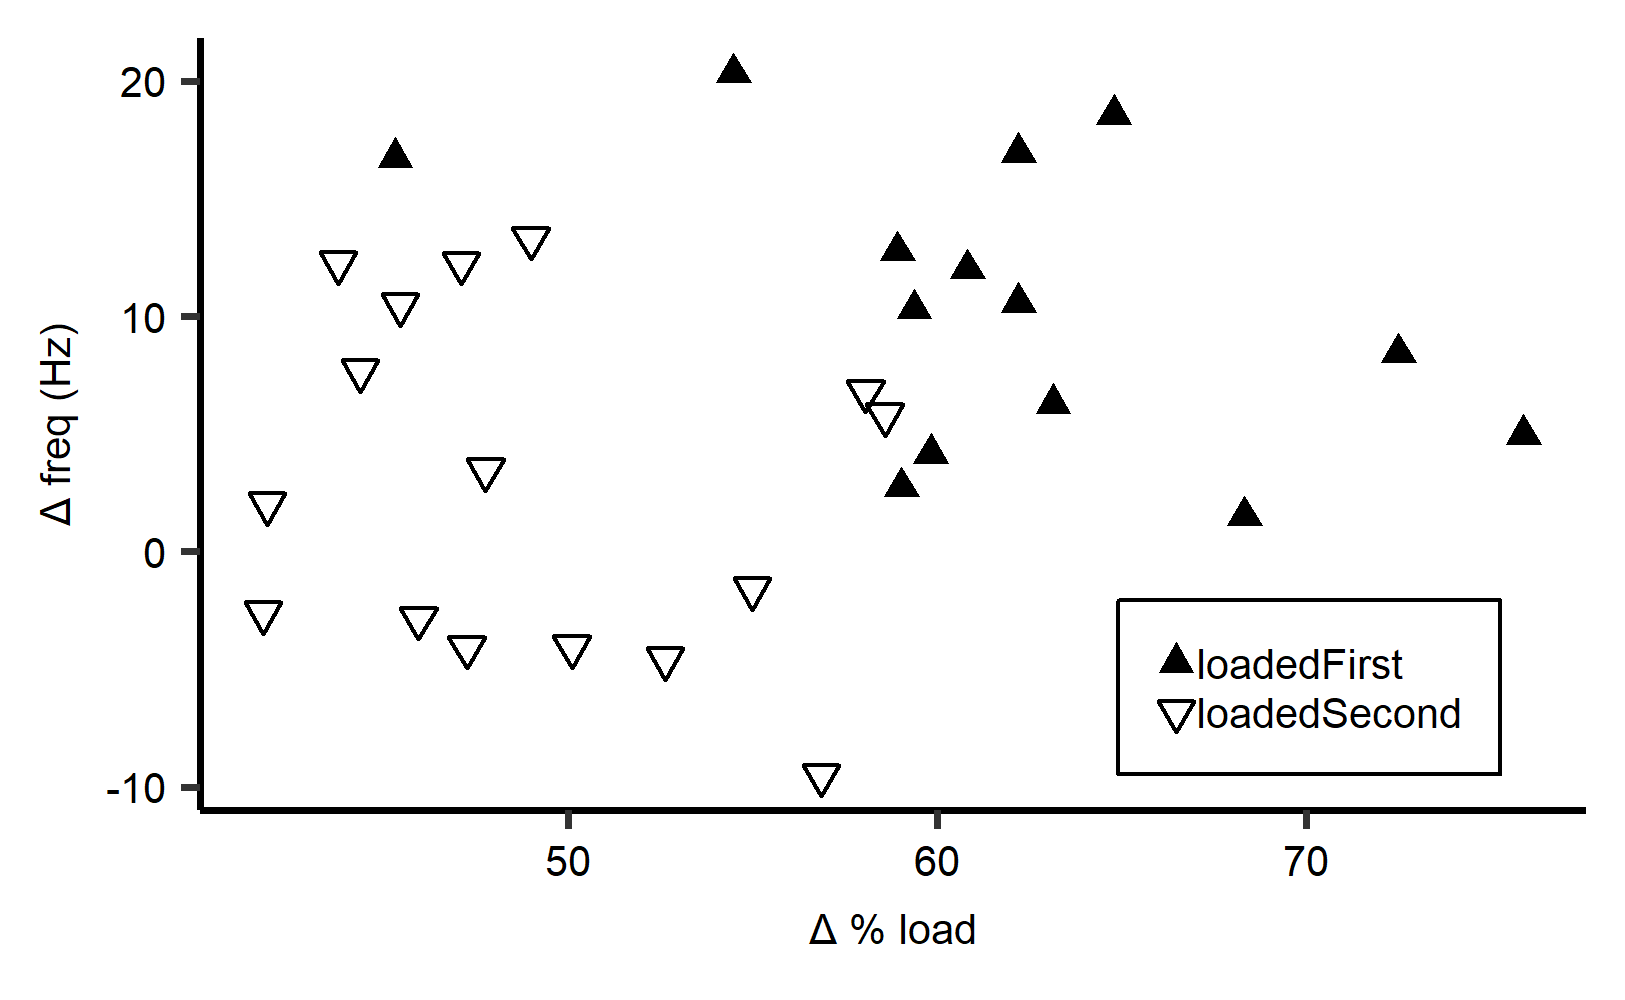 20
10
0
-10
Δ freq (Hz)
loadedFirst
loadedSecond
50 60 70
Δ % load